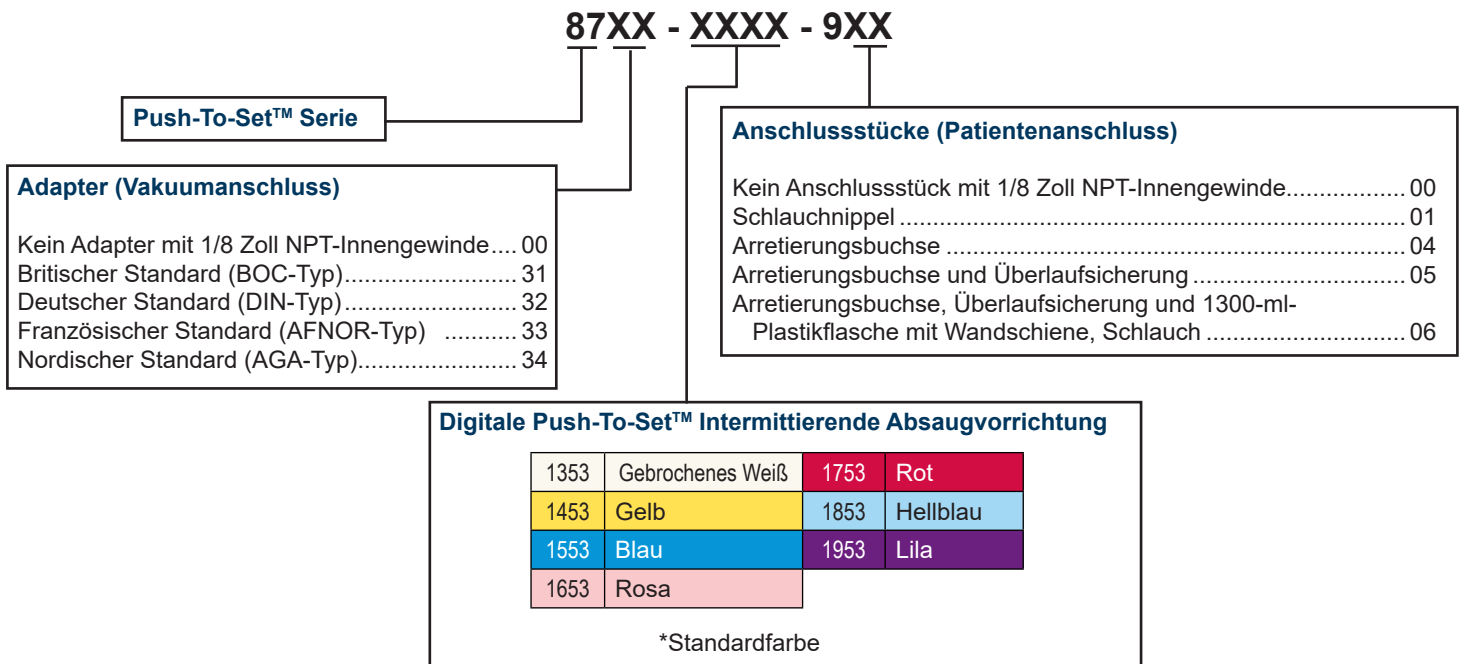 87XX - XXXX - 9XX
Push-To-Set™ Serie
Adapter (Vakuumanschluss)
Kein Adapter mit 1/8 Zoll NPT-Innengewinde.... 00
Britischer Standard (BOC-Typ)....................... 31
Deutscher Standard (DIN-Typ)....................... 32
Französischer Standard (AFNOR-Typ) ........... 33
Nordischer Standard (AGA-Typ)..................... 34
Anschlussstücke (Patientenanschluss)
Kein Anschlussstück mit 1/8 Zoll NPT-Innengewinde................. 00
Schlauchnippel........................................................................ 01
Arretierungsbuchse.................................................................. 04
Arretierungsbuchse und Überlaufsicherung.............................. 05
Arretierungsbuchse, Überlaufsicherung und 1300-ml-
Plastikflasche mit Wandschiene, Schlauch............................ 06
Digitale Push-To-Set™ Intermittierende Absaugvorrichtung
1353 Gebrochenes Weiß 1753 Rot
1453 Gelb 1853 Hellblau
1553 Blau 1953 Lila
1653 Rosa
*Standardfarbe